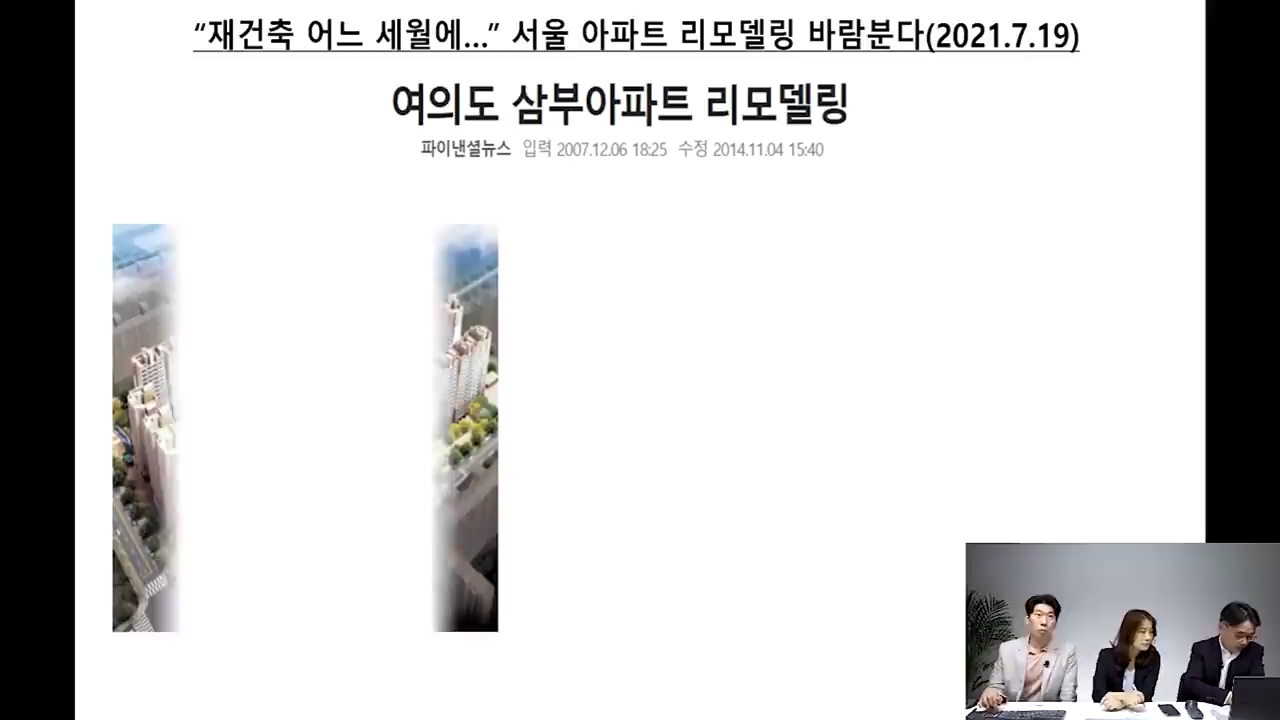 “재건축 어느 세월에...” 서울 아파트 리모델링 바람분다(2021.7.19)
여의도 삼부아파트 리모델링
파이낸셜뉴스 입력 2007.12.06 18:25 수정 2014.11.04 15:40